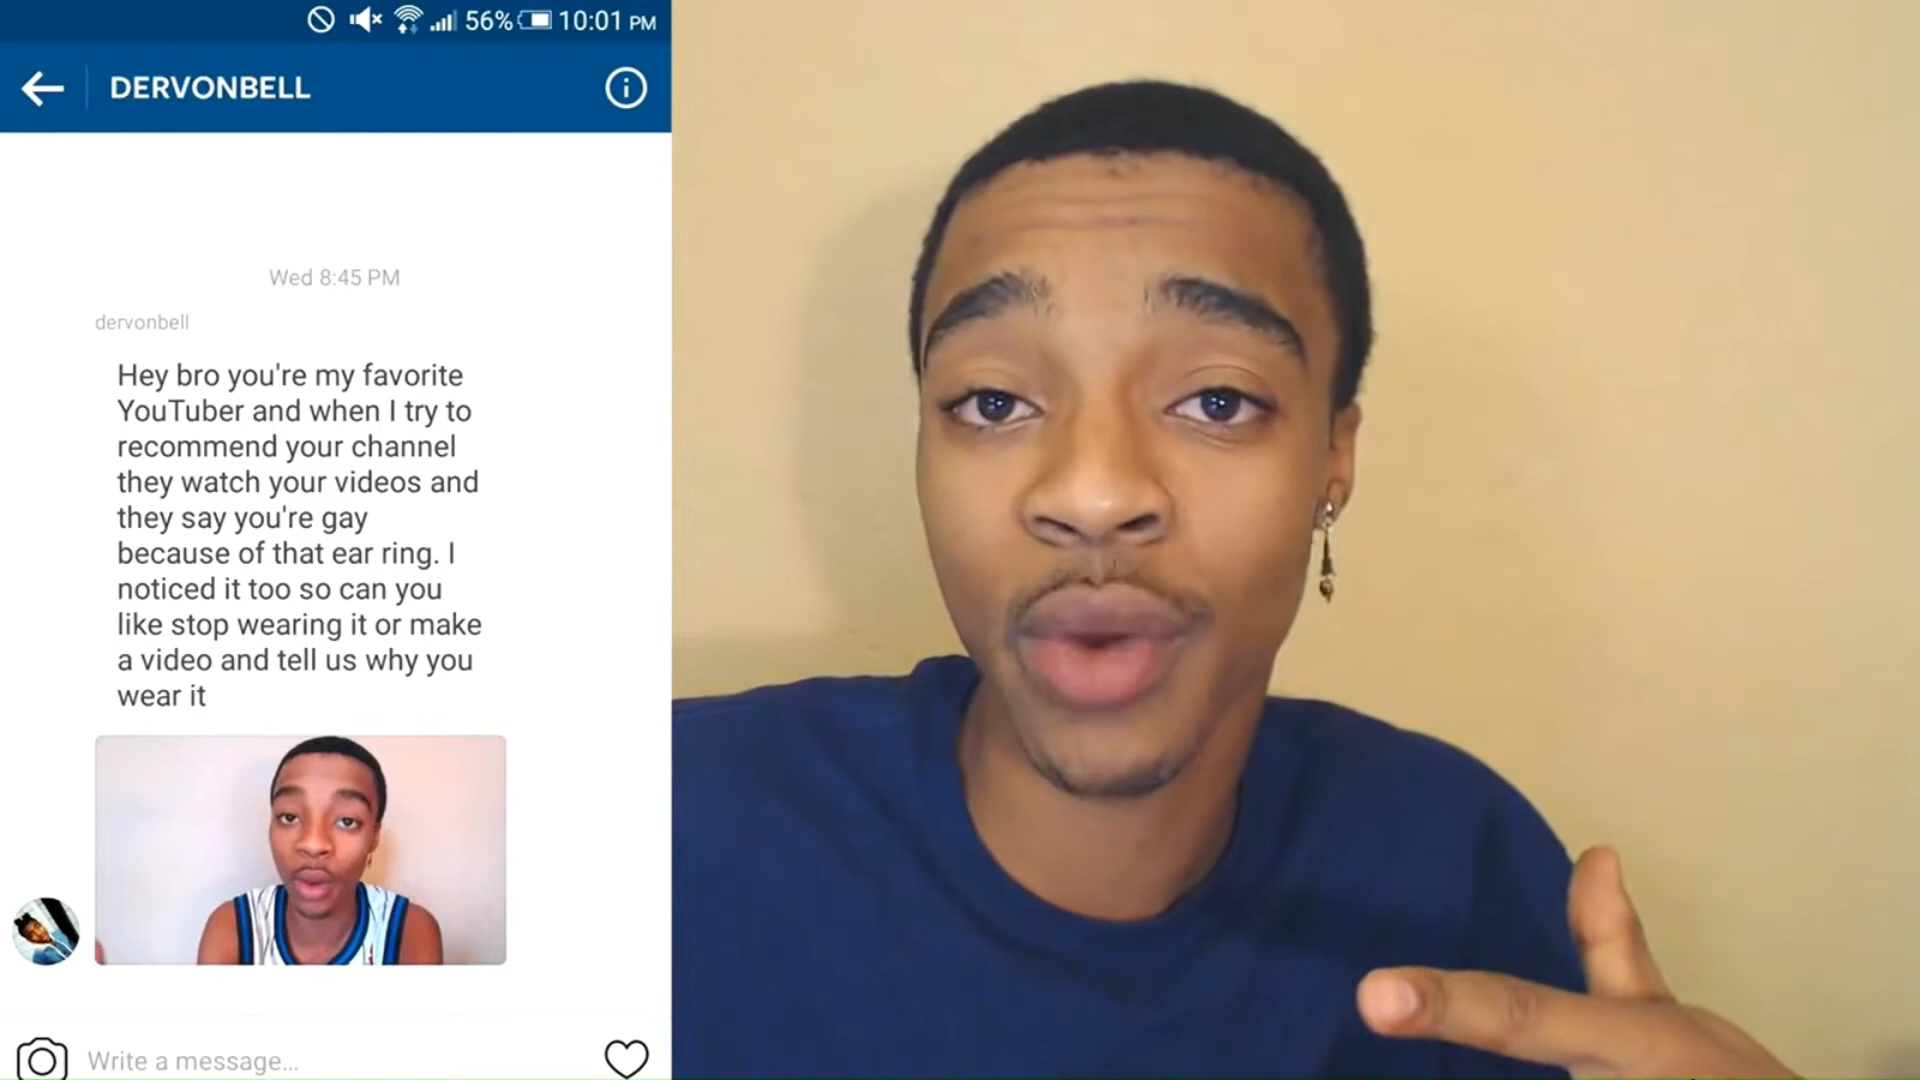 56% 10:01 PM
DERVONBELL
Wed 8:45 PM
dervonbell
Hey bro you're my favorite
YouTuber and when I try to
recommend your channel
they watch your videos and
they say you're gay
because of that ear ring. I
noticed it too so can you
like stop wearing it or make
a video and tell us why you
wear it
Write a message...